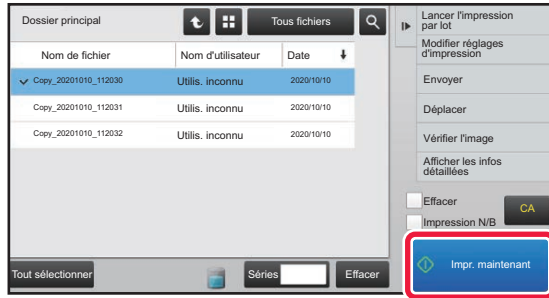 Dossier principal
Tous fichiers
Nom de fichier
Nom d'utilisateur
Date
Copy_20201010_112030
Utilis. inconnu
2020/10/10
Copy_20201010_112031
Utilis. inconnu
2020/10/10
Copy_20201010_112032
Utilis. inconnu
2020/10/10
Tout sélectionner
Séries
Effacer
Lancer l'impression
par lot
Modifier réglages
d'impression
Envoyer
Déplacer
Vérifier l'image
Afficher les infos
détaillées
Effacer
Impression N/B
CA
Impr. maintenant